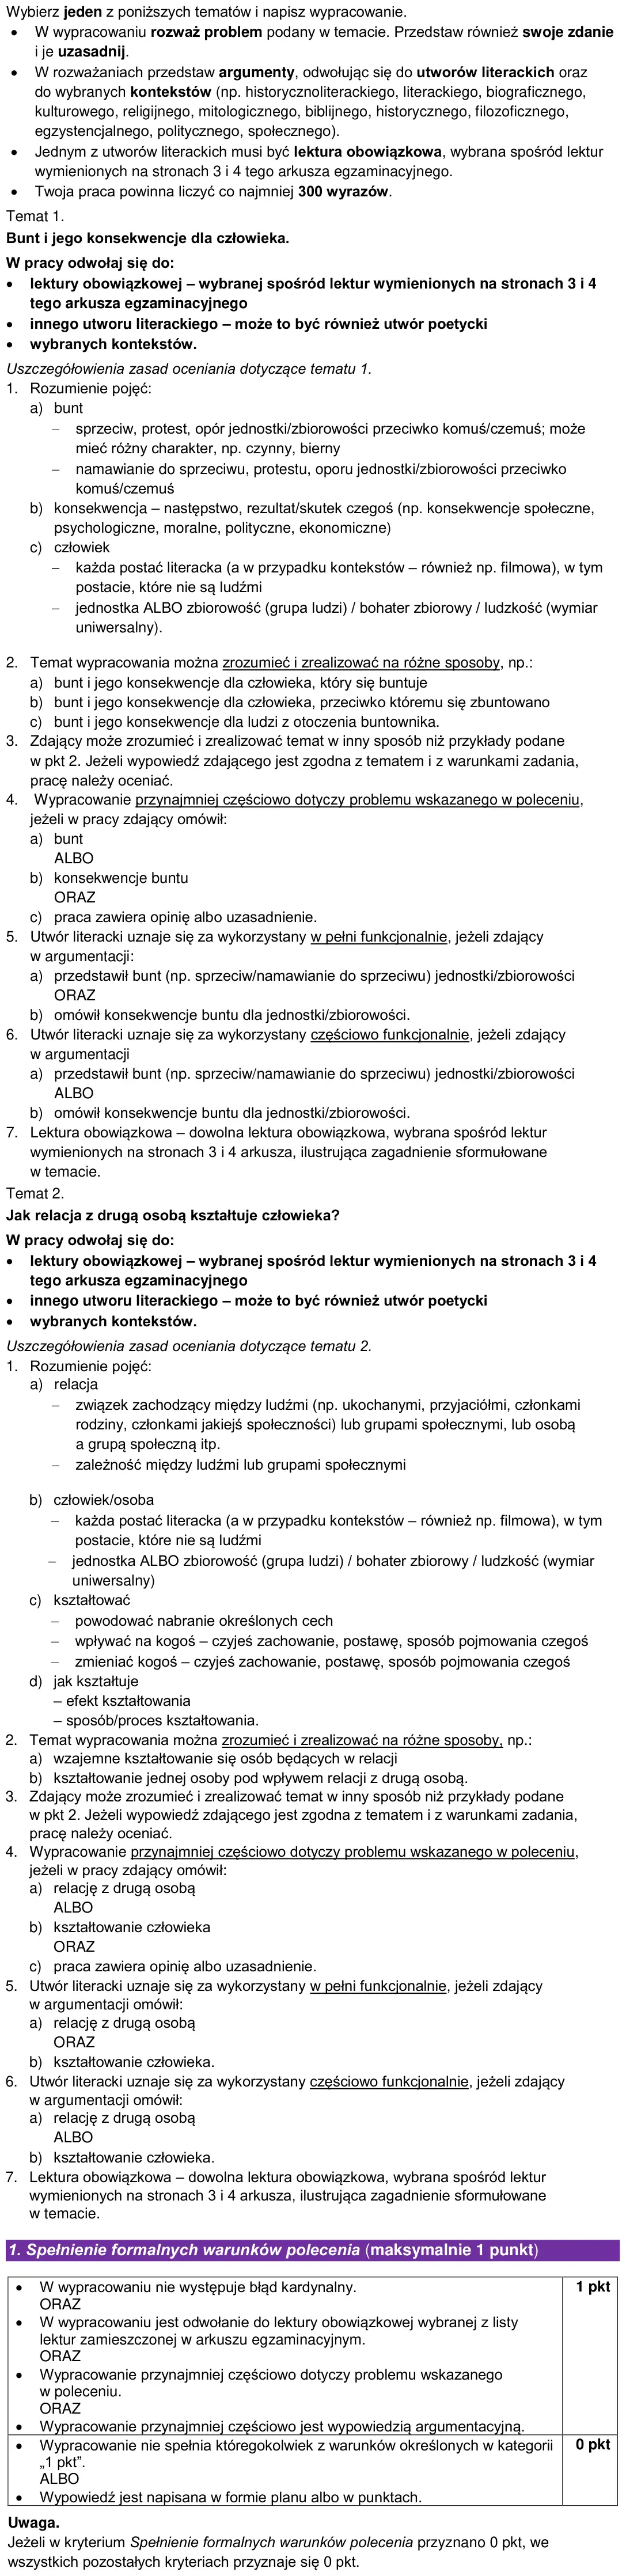 Wybierz jeden z poniższych tematów i napisz wypracowanie.
• W wypracowaniu rozważ problem podany w temacie. Przedstaw również swoje zdanie
i je uzasadnij.
• W rozważaniach przedstaw argumenty, odwołując się do utworów literackich oraz
do wybranych kontekstów (np. historycznoliterackiego, literackiego, biograficznego,
kulturowego, religijnego, mitologicznego, biblijnego, historycznego, filozoficznego,
egzystencjalnego, politycznego, społecznego).
• Jednym z utworów literackich musi być lektura obowiązkowa, wybrana spośród lektur
wymienionych na stronach 3 i 4 tego arkusza egzaminacyjnego.
• Twoja praca powinna liczyć co najmniej 300 wyrazów.
Temat 1.
Bunt i jego konsekwencje dla człowieka.
W pracy odwołaj się do:
• lektury obowiązkowej – wybranej spośród lektur wymienionych na stronach 3 i 4
tego arkusza egzaminacyjnego
• innego utworu literackiego – może to być również utwór poetycki
• wybranych kontekstów.
Uszczegółowienia zasad oceniania dotyczące tematu 1.
1. Rozumienie pojęć:
a) bunt
– sprzeciw, protest, opór jednostki/zbiorowości przeciwko komuś/czemuś; może
mieć różny charakter, np. czynny, bierny
– namawianie do sprzeciwu, protestu, oporu jednostki/zbiorowości przeciwko
komuś/czemuś
b) konsekwencja – następstwo, rezultat/skutek czegoś (np. konsekwencje społeczne,
psychologiczne, moralne, polityczne, ekonomiczne)
c) człowiek
– każda postać literacka (a w przypadku kontekstów – również np. filmowa), w tym
postacie, które nie są ludźmi
– jednostka ALBO zbiorowość (grupa ludzi) / bohater zbiorowy / ludzkość (wymiar
uniwersalny).
2. Temat wypracowania można zrozumieć i zrealizować na różne sposoby, np.:
a) bunt i jego konsekwencje dla człowieka, który się buntuje
b) bunt i jego konsekwencje dla człowieka, przeciwko któremu się zbuntowano
c) bunt i jego konsekwencje dla ludzi z otoczenia buntownika.
3. Zdający może zrozumieć i zrealizować temat w inny sposób niż przykłady podane
w pkt 2. Jeżeli wypowiedź zdającego jest zgodna z tematem i z warunkami zadania,
pracę należy oceniać.
4. Wypracowanie przynajmniej częściowo dotyczy problemu wskazanego w poleceniu,
jeżeli w pracy zdający omówił:
a) bunt
ALBO
b) konsekwencje buntu
ORAZ
c) praca zawiera opinię albo uzasadnienie.
5. Utwór literacki uznaje się za wykorzystany w pełni funkcjonalnie, jeżeli zdający
w argumentacji:
a) przedstawił bunt (np. sprzeciw/namawianie do sprzeciwu) jednostki/zbiorowości
ORAZ
b) omówił konsekwencje buntu dla jednostki/zbiorowości.
6. Utwór literacki uznaje się za wykorzystany częściowo funkcjonalnie, jeżeli zdający
w argumentacji
a) przedstawił bunt (np. sprzeciw/namawianie do sprzeciwu) jednostki/zbiorowości
ALBO
b) omówił konsekwencje buntu dla jednostki/zbiorowości.
7. Lektura obowiązkowa – dowolna lektura obowiązkowa, wybrana spośród lektur
wymienionych na stronach 3 i 4 arkusza, ilustrująca zagadnienie sformułowane
w temacie.
Temat 2.
Jak relacja z drugą osobą kształtuje człowieka?
W pracy odwołaj się do:
• lektury obowiązkowej – wybranej spośród lektur wymienionych na stronach 3 i 4
tego arkusza egzaminacyjnego
• innego utworu literackiego – może to być również utwór poetycki
• wybranych kontekstów.
Uszczegółowienia zasad oceniania dotyczące tematu 2.
1. Rozumienie pojęć:
a) relacja
– związek zachodzący między ludźmi (np. ukochanymi, przyjaciółmi, członkami
rodziny, członkami jakiejś społeczności) lub grupami społecznymi, lub osobą
a grupą społeczną itp.
– zależność między ludźmi lub grupami społecznymi
b) człowiek/osoba
– każda postać literacka (a w przypadku kontekstów – również np. filmowa), w tym
postacie, które nie są ludźmi
– jednostka ALBO zbiorowość (grupa ludzi) / bohater zbiorowy / ludzkość (wymiar
uniwersalny)
c) kształtować
– powodować nabranie określonych cech
– wpływać na kogoś – czyjeś zachowanie, postawę, sposób pojmowania czegoś
– zmieniać kogoś – czyjeś zachowanie, postawę, sposób pojmowania czegoś
d) jak kształtuje
– efekt kształtowania
– sposób/proces kształtowania.
2. Temat wypracowania można zrozumieć i zrealizować na różne sposoby, np.:
a) wzajemne kształtowanie się osób będących w relacji
b) kształtowanie jednej osoby pod wpływem relacji z drugą osobą.
3. Zdający może zrozumieć i zrealizować temat w inny sposób niż przykłady podane
w pkt 2. Jeżeli wypowiedź zdającego jest zgodna z tematem i z warunkami zadania,
pracę należy oceniać.
4. Wypracowanie przynajmniej częściowo dotyczy problemu wskazanego w poleceniu,
jeżeli w pracy zdający omówił:
a) relację z drugą osobą
ALBO
b) kształtowanie człowieka
ORAZ
c) praca zawiera opinię albo uzasadnienie.
5. Utwór literacki uznaje się za wykorzystany w pełni funkcjonalnie, jeżeli zdający
w argumentacji omówił:
a) relację z drugą osobą
ORAZ
b) kształtowanie człowieka.
6. Utwór literacki uznaje się za wykorzystany częściowo funkcjonalnie, jeżeli zdający
w argumentacji omówił:
a) relację z drugą osobą
ALBO
b) kształtowanie człowieka.
7. Lektura obowiązkowa – dowolna lektura obowiązkowa, wybrana spośród lektur
wymienionych na stronach 3 i 4 arkusza, ilustrująca zagadnienie sformułowane
w temacie.
1. Spełnienie formalnych warunków polecenia (maksymalnie 1 punkt)
• W wypracowaniu nie występuje błąd kardynalny. 1 pkt
ORAZ
• W wypracowaniu jest odwołanie do lektury obowiązkowej wybranej z listy
lektur zamieszczonej w arkuszu egzaminacyjnym.
ORAZ
• Wypracowanie przynajmniej częściowo dotyczy problemu wskazanego
w poleceniu.
ORAZ
• Wypracowanie przynajmniej częściowo jest wypowiedzią argumentacyjną.
• Wypracowanie nie spełnia któregokolwiek z warunków określonych w kategorii 0 pkt
„1 pkt”.
ALBO
• Wypowiedź jest napisana w formie planu albo w punktach.
Uwaga.
Jeżeli w kryterium Spełnienie formalnych warunków polecenia przyznano 0 pkt, we
wszystkich pozostałych kryteriach przyznaje się 0 pkt.